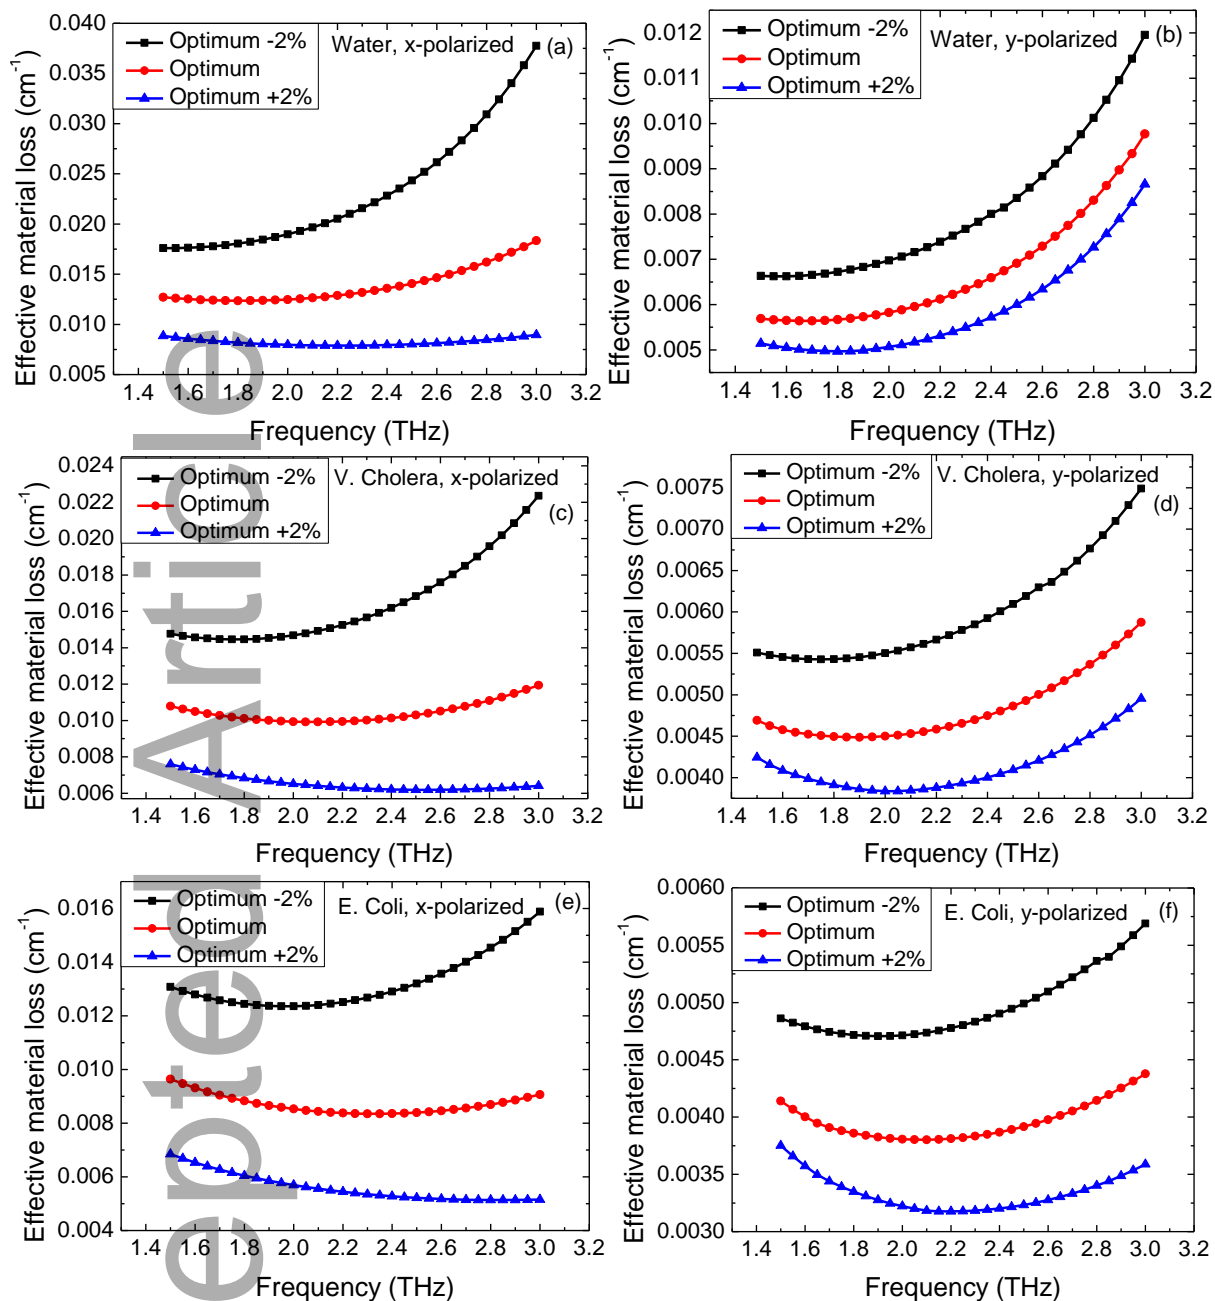 Water, x-polarized
(a)
Optimum -2%
Optimum
Optimum +2%
Effective material loss (cm-1)
0.040
0.035
0.030
0.025
0.020
0.015
0.010
0.005
1.4 1.6 1.8 2.0 2.2 2.4 2.6 2.8 3.0 3.2
Frequency (THz)
Water, y-polarized
(b)
Optimum -2%
Optimum
Optimum +2%
Effective material loss (cm-1)
0.012
0.011
0.010
0.009
0.008
0.007
0.006
0.005
1.4 1.6 1.8 2.0 2.2 2.4 2.6 2.8 3.0 3.2
Frequency (THz)
V. Cholera, x-polarized
(c)
Optimum -2%
Optimum
Optimum +2%
Effective material loss (cm-1)
0.024
0.022
0.020
0.018
0.016
0.014
0.012
0.010
0.008
0.006
1.4 1.6 1.8 2.0 2.2 2.4 2.6 2.8 3.0 3.2
Frequency (THz)
V. Cholera, y-polarized
(d)
Optimum -2%
Optimum
Optimum +2%
Effective material loss (cm-1)
0.0075
0.0070
0.0065
0.0060
0.0055
0.0050
0.0045
0.0040
1.4 1.6 1.8 2.0 2.2 2.4 2.6 2.8 3.0 3.2
Frequency (THz)
E. Coli, x-polarized
(e)
Optimum -2%
Optimum
Optimum +2%
Effective material loss (cm-1)
0.016
0.014
0.012
0.010
0.008
0.006
0.004
1.4 1.6 1.8 2.0 2.2 2.4 2.6 2.8 3.0 3.2
Frequency (THz)
E. Coli, y-polarized
(f)
Optimum -2%
Optimum
Optimum +2%
Effective material loss (cm-1)
0.0060
0.0055
0.0050
0.0045
0.0040
0.0035
0.0030
1.4 1.6 1.8 2.0 2.2 2.4 2.6 2.8 3.0 3.2
Frequency (THz)
epted Article